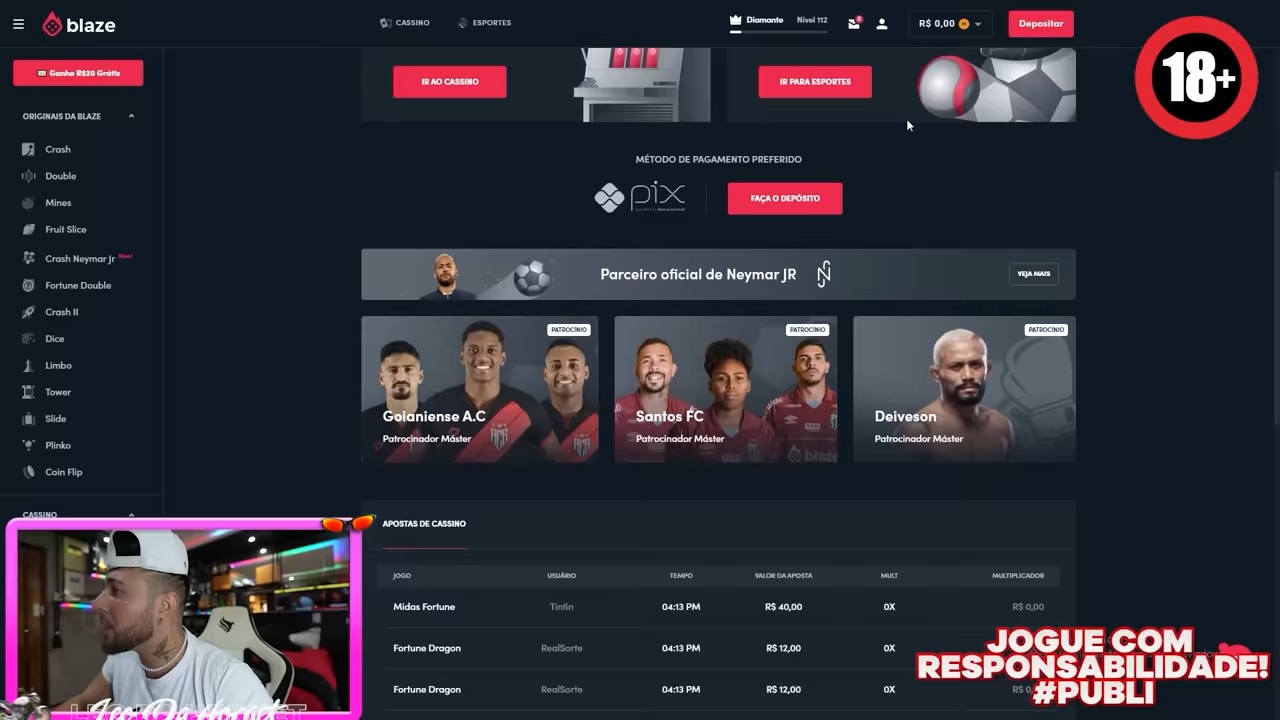 blaze
CASSINO
ESPORTES
Diamante
Nível 112
2
R$ 0,00
Depositar
18+
Ganhe R$20 Grátis
ORIGINAIS DA BLAZE
Crash
Double
Mines
Fruit Slice
Crash Neymar Jr Novo!
Fortune Double
Crash II
Dice
Limbo
Tower
Slide
Plinko
Coin Flip
CASSINO
IR AO CASSINO
IR PARA ESPORTES
MÉTODO DE PAGAMENTO PREFERIDO
pix
FAÇA O DEPÓSITO
Parceiro oficial de Neymar JR
VEJA MAIS
PATROCÍNIO
Goianiense A.C
Patrocinador Máster
PATROCÍNIO
Santos FC
Patrocinador Máster
blaze
PATROCÍNIO
Deiveson
Patrocinador Máster
APOSTAS DE CASSINO
JOGO USUÁRIO TEMPO VALOR DA APOSTA MULT MULTIPLICADOR
Midas Fortune Tintin 04:13 PM R$ 40,00 0X R$ 0,00
Fortune Dragon RealSorte 04:13 PM R$ 12,00 0X
Fortune Dragon RealSorte 04:13 PM R$ 12,00 0X
JOGUE COM
RESPONSABILIDADE!
#PUBLI